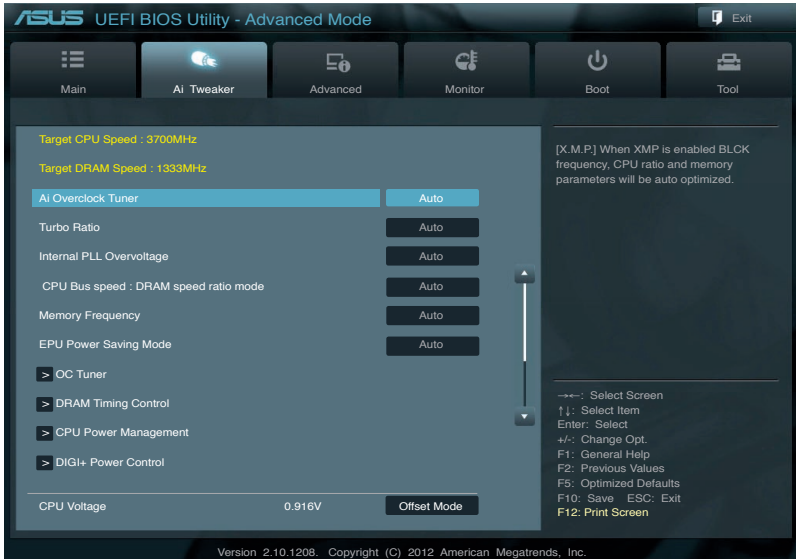 ASUS UEFI BIOS Utility - Advanced Mode
Exit
Main
Ai Tweaker
Advanced
Monitor
Boot
Tool
Target CPU Speed : 3700MHz
Target DRAM Speed : 1333MHz
Ai Overclock Tuner Auto
Turbo Ratio Auto
Internal PLL Overvoltage Auto
CPU Bus speed : DRAM speed ratio mode Auto
Memory Frequency Auto
EPU Power Saving Mode Auto
> OC Tuner
> DRAM Timing Control
> CPU Power Management
> DIGI+ Power Control
CPU Voltage 0.916V Offset Mode
[X.M.P.] When XMP is enabled BLCK
frequency, CPU ratio and memory
parameters will be auto optimized.
→←: Select Screen
↑↓: Select Item
Enter: Select
+/-: Change Opt.
F1: General Help
F2: Previous Values
F5: Optimized Defaults
F10: Save ESC: Exit
F12: Print Screen
Version 2.10.1208. Copyright (C) 2012 American Megatrends, Inc.